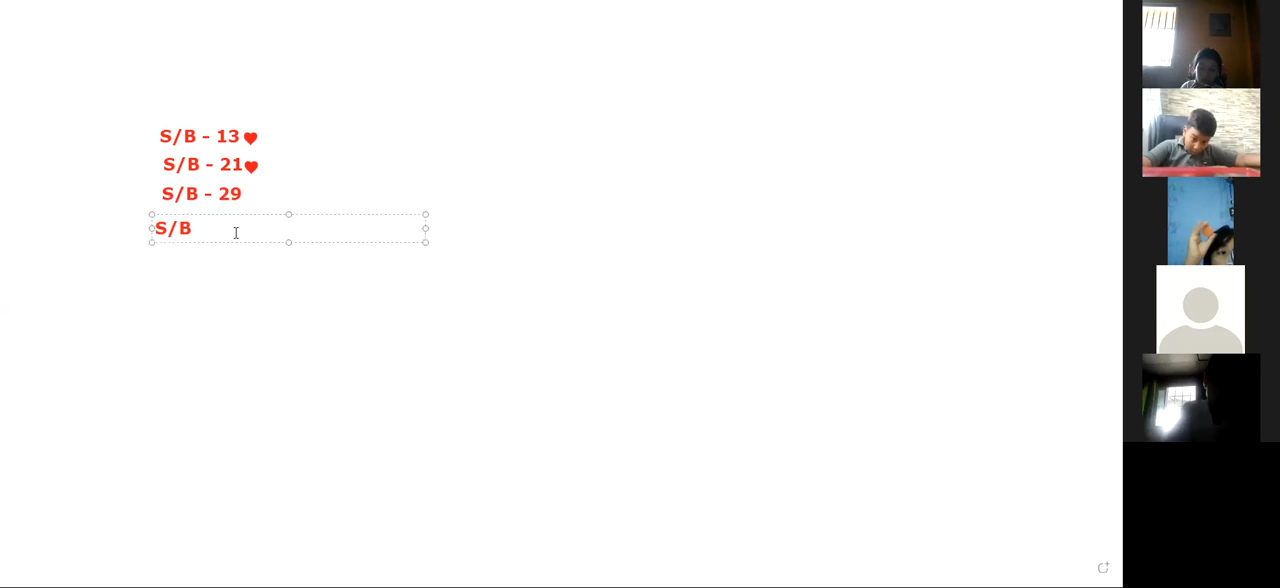 S/B - 13♥
S/B - 21♥
S/B - 29
S/B